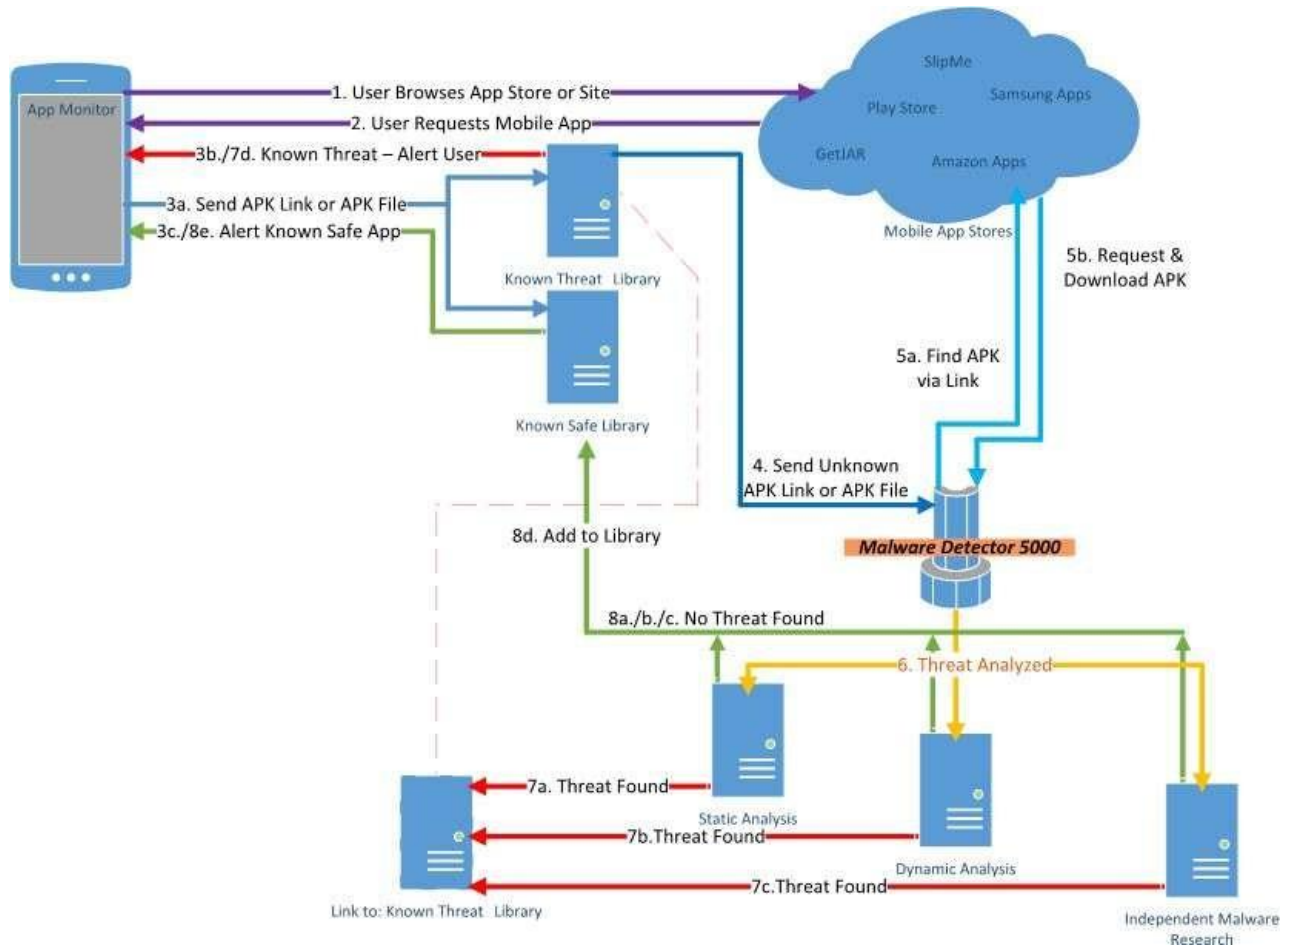 SlipMe
Samsung Apps
Play Store
GetJAR
Amazon Apps
Mobile App Stores
App Monitor
1. User Browses App Store or Site
2. User Requests Mobile App
3b./7d. Known Threat – Alert User
3a. Send APK Link or APK File
3c./8e. Alert Known Safe App
Known Threat Library
Known Safe Library
5b. Request &
Download APK
5a. Find APK
via Link
4. Send Unknown
APK Link or APK File
Malware Detector 5000
8d. Add to Library
8a./b./c. No Threat Found
6. Threat Analyzed
7a. Threat Found
Static Analysis
7b.Threat Found
Dynamic Analysis
7c.Threat Found
Link to: Known Threat Library
Independent Malware
Research